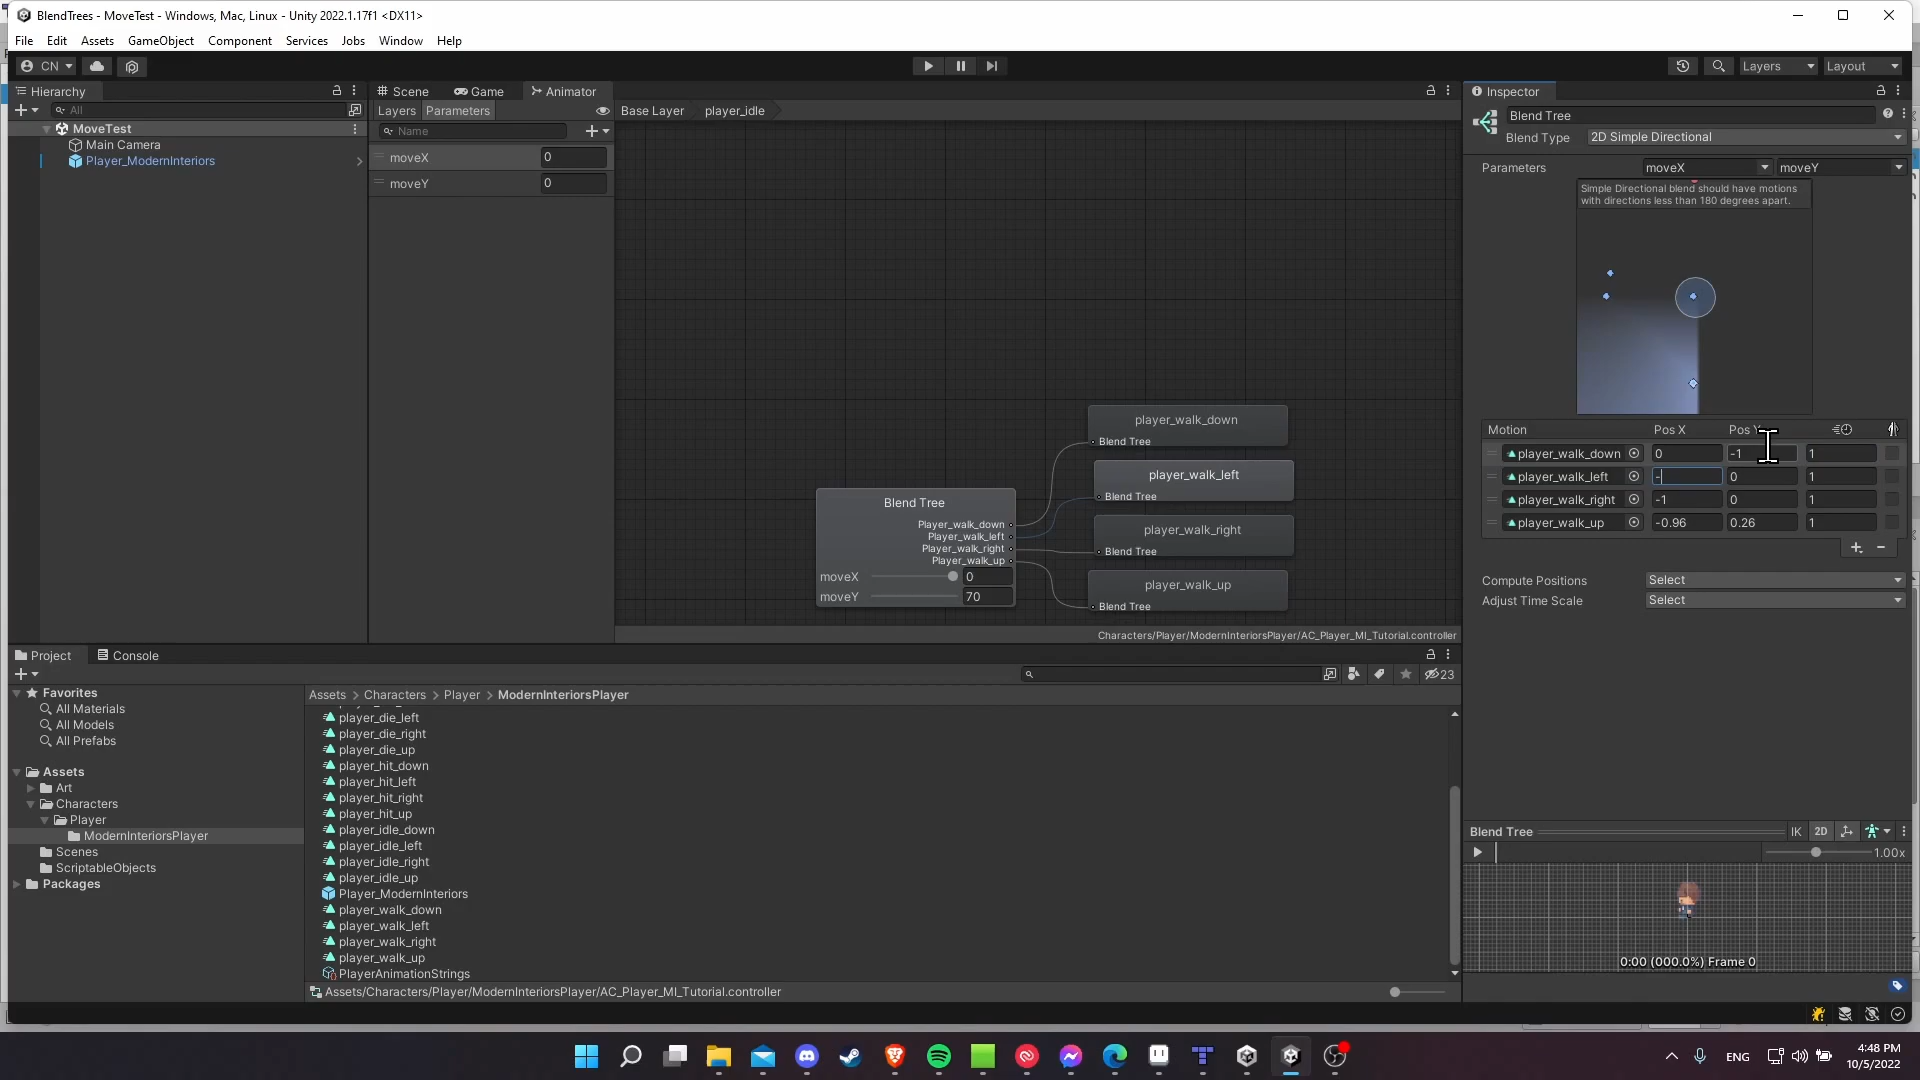 BlendTrees - MoveTest - Windows, Mac, Linux - Unity 2022.1.17f1 <DX11>
File Edit Assets GameObject Component Services Jobs Window Help
CN
Layers
Layout
Hierarchy
All
MoveTest
Main Camera
Player_ModernInteriors
Scene
Game
Animator
Layers
Parameters
Name
moveX 0
moveY 0
Base Layer
player_idle
player_walk_down
Blend Tree
player_walk_left
Blend Tree
player_walk_right
Blend Tree
player_walk_up
Blend Tree
Blend Tree
Player_walk_down
Player_walk_left
Player_walk_right
Player_walk_up
moveX 0
moveY 70
Characters/Player/ModernInteriorsPlayer/AC_Player_MI_Tutorial.controller
Inspector
Blend Tree
Blend Type 2D Simple Directional
Parameters moveX moveY
Simple Directional blend should have motions
with directions less than 180 degrees apart.
Motion Pos X Pos Y
player_walk_down 0 -1 1
player_walk_left - 0 1
player_walk_right -1 0 1
player_walk_up -0.96 0.26 1
+ -
Compute Positions Select
Adjust Time Scale Select
Blend Tree IK 2D
1.00x
0:00 (000.0%) Frame 0
Project
Console
23
Favorites
All Materials
All Models
All Prefabs
Assets
Art
Characters
Player
ModernInteriorsPlayer
Scenes
ScriptableObjects
Packages
Assets > Characters > Player > ModernInteriorsPlayer
player_die_left
player_die_right
player_die_up
player_hit_down
player_hit_left
player_hit_right
player_hit_up
player_idle_down
player_idle_left
player_idle_right
player_idle_up
Player_ModernInteriors
player_walk_down
player_walk_left
player_walk_right
player_walk_up
PlayerAnimationStrings
Assets/Characters/Player/ModernInteriorsPlayer/AC_Player_MI_Tutorial.controller
ENG
4:48 PM
10/5/2022